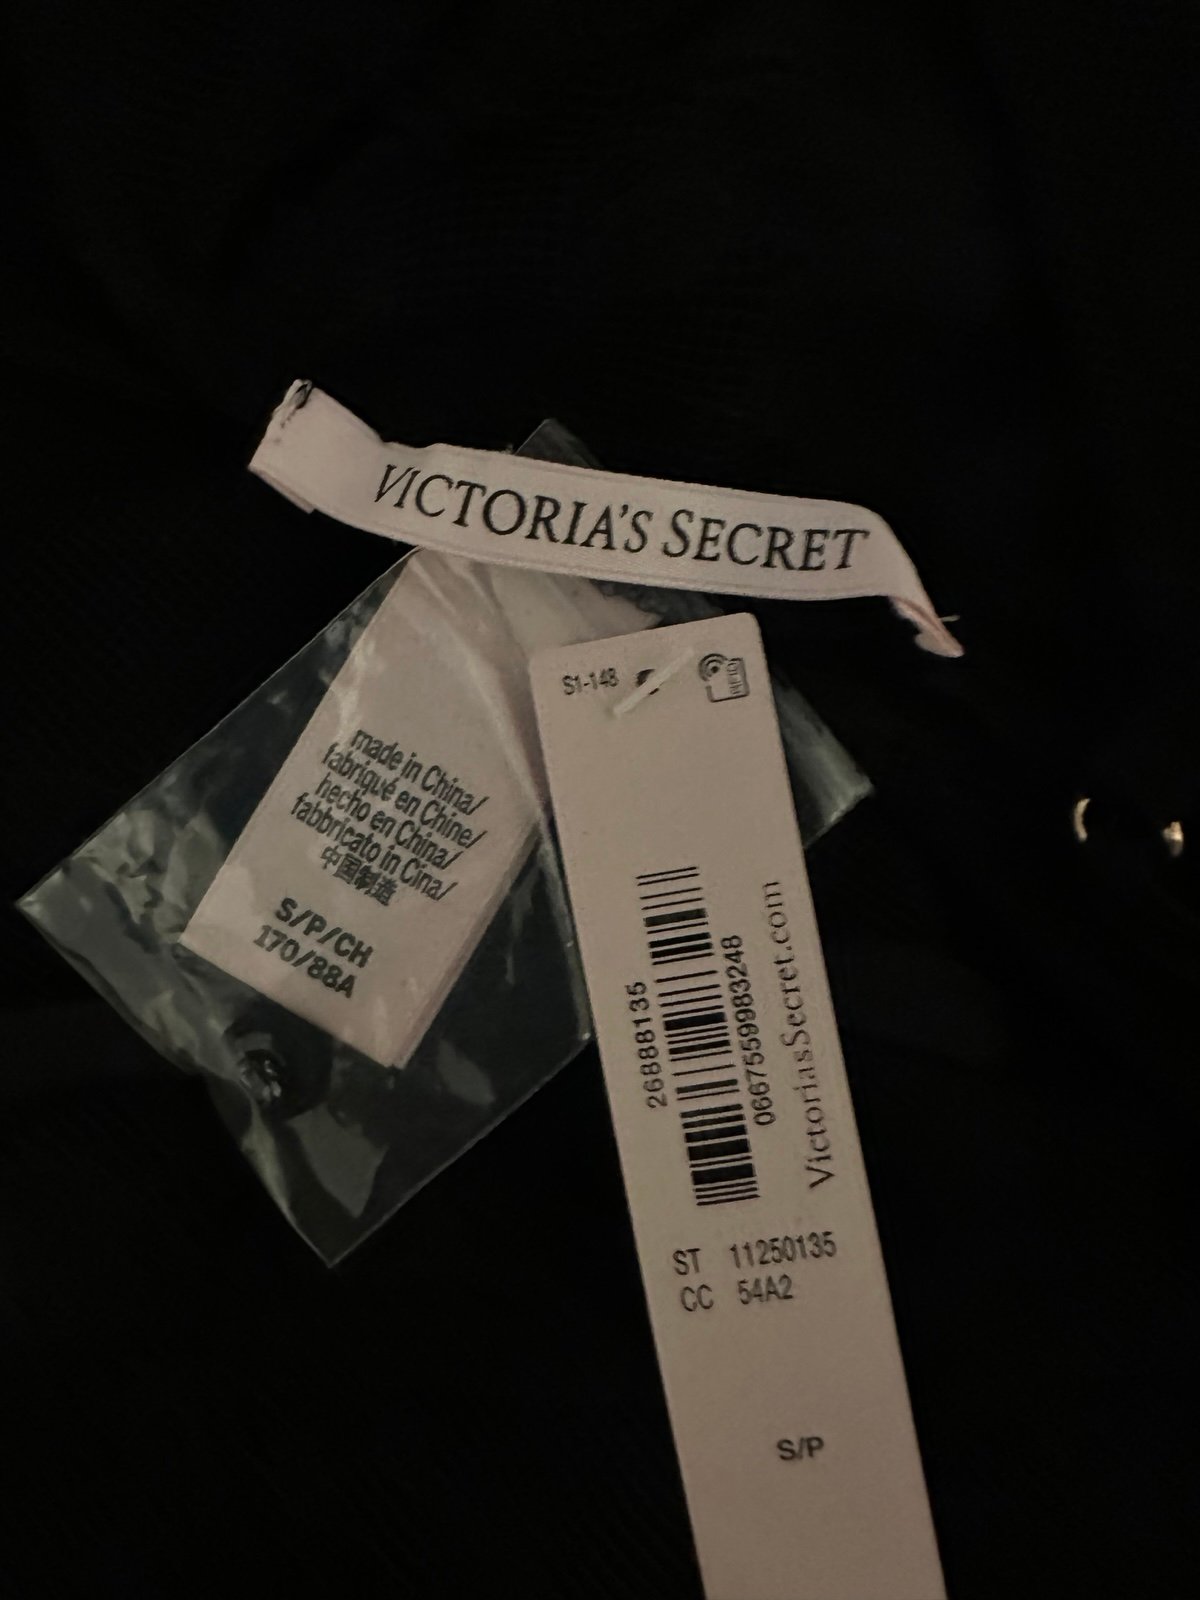 VICTORIA'S SECRET
made in China/
fabriqué en Chine/
hecho en China/
fabbricato in Cina/
中国制造
S/P/CH
170/88A
S1-148
RFID
26888135
0667559983248
VictoriasSecret.com
ST 11250135
CC 54A2
S/P